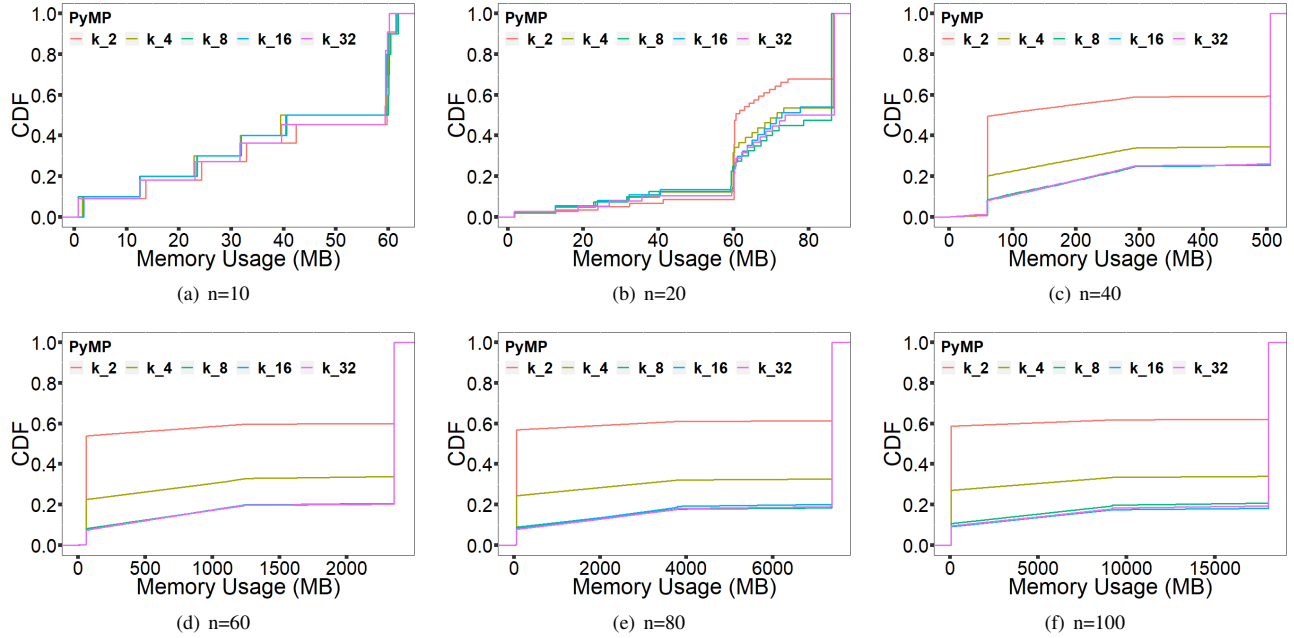 PyMP
k_2 k_4 k_8 k_16 k_32
CDF
1.0
0.8
0.6
0.4
0.2
0.0
0 10 20 30 40 50 60
Memory Usage (MB)
(a) n=10
PyMP
k_2 k_4 k_8 k_16 k_32
CDF
1.0
0.8
0.6
0.4
0.2
0.0
0 20 40 60 80
Memory Usage (MB)
(b) n=20
PyMP
k_2 k_4 k_8 k_16 k_32
CDF
1.0
0.8
0.6
0.4
0.2
0.0
0 100 200 300 400 500
Memory Usage (MB)
(c) n=40
PyMP
k_2 k_4 k_8 k_16 k_32
CDF
1.0
0.8
0.6
0.4
0.2
0.0
0 500 1000 1500 2000
Memory Usage (MB)
(d) n=60
PyMP
k_2 k_4 k_8 k_16 k_32
CDF
1.0
0.8
0.6
0.4
0.2
0.0
0 2000 4000 6000
Memory Usage (MB)
(e) n=80
PyMP
k_2 k_4 k_8 k_16 k_32
CDF
1.0
0.8
0.6
0.4
0.2
0.0
0 5000 10000 15000
Memory Usage (MB)
(f) n=100